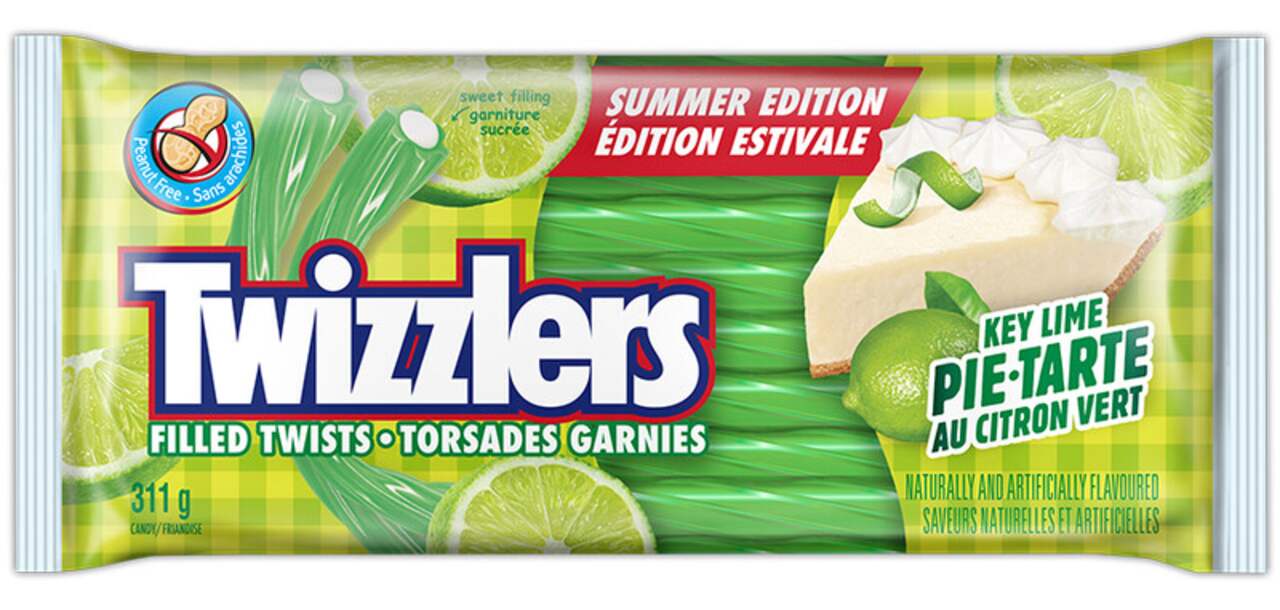 Peanut Free • Sans arachides
sweet filling
garniture
sucrée
SUMMER EDITION
ÉDITION ESTIVALE
Twizzlers
FILLED TWISTS • TORSADES GARNIES
KEY LIME
PIE•TARTE
AU CITRON VERT
311 g
CANDY/FRIANDISE
NATURALLY AND ARTIFICIALLY FLAVOURED
SAVEURS NATURELLES ET ARTIFICIELLES